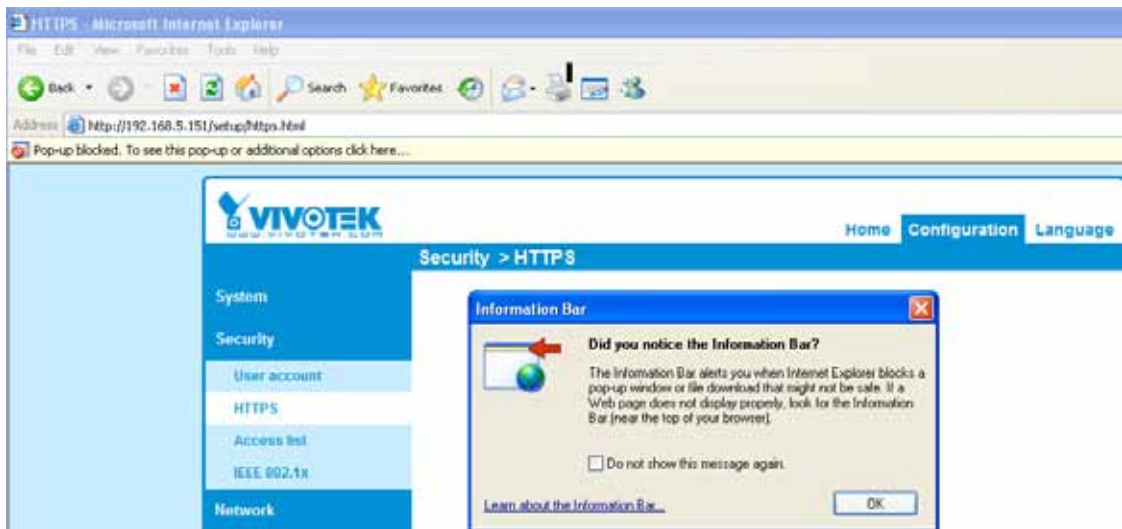 HTTPS - Microsoft Internet Explorer
File Edit View Favorites Tools Help
Back Search Favorites
Address http://192.168.5.151/setup/https.html
Pop-up blocked. To see this pop-up or additional options click here....
VIVOTEK
WWW.VIVOTEK.COM
Home Configuration Language
Security > HTTPS
System
Security
User account
HTTPS
Access list
IEEE 802.1x
Network
Information Bar
Did you notice the Information Bar?
The Information Bar alerts you when Internet Explorer blocks a
pop-up window or file download that might not be safe. If a
Web page does not display properly, look for the Information
Bar (near the top of your browser).
Do not show this message again.
Learn about the Information Bar...
OK